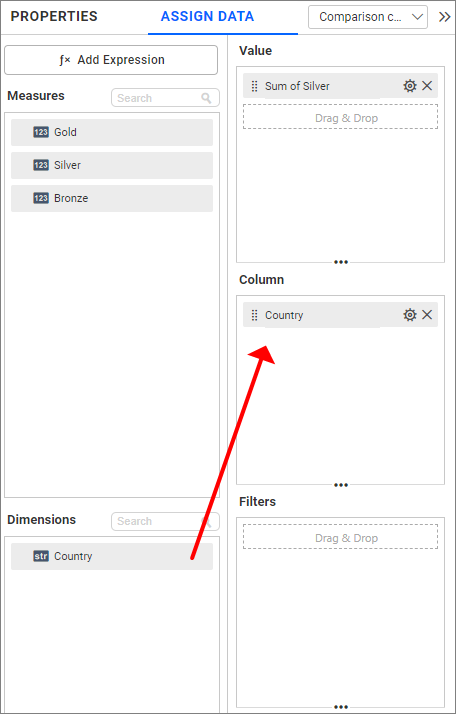 PROPERTIES
ASSIGN DATA
Comparison c...
ƒ× Add Expression
Measures
Search
123 Gold
123 Silver
123 Bronze
Dimensions
Search
str Country
Value
Sum of Silver
Drag & Drop
Column
Country
Filters
Drag & Drop